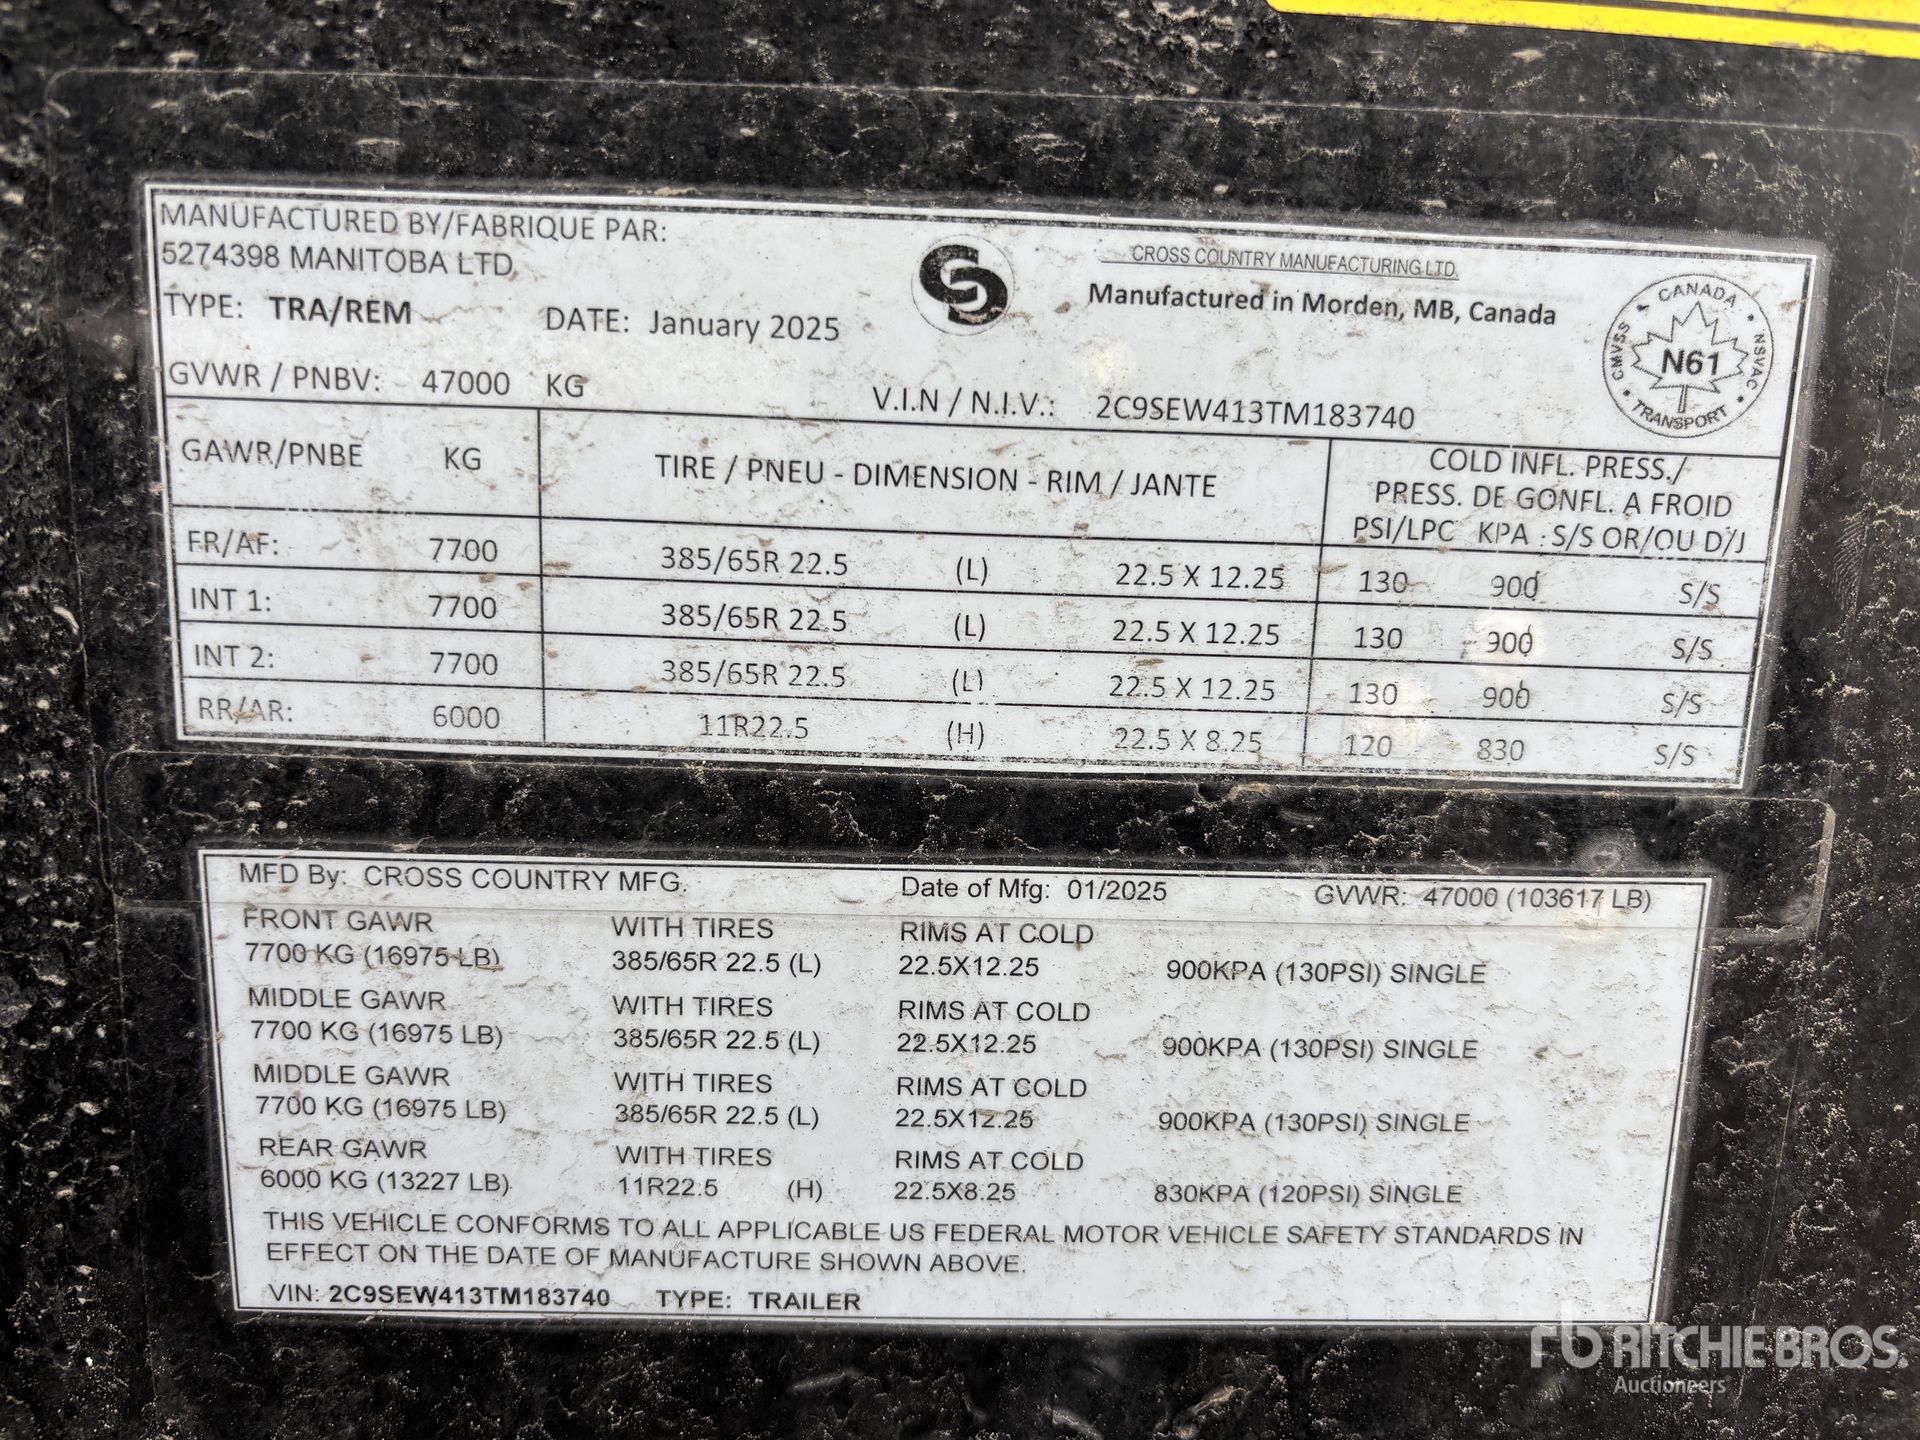 MANUFACTURED BY/FABRIQUE PAR:
5274398 MANITOBA LTD
TYPE: TRA/REM DATE: January 2025
GVWR / PNBV: 47000 KG
CROSS COUNTRY MANUFACTURING LTD.
Manufactured in Morden, MB, Canada
V.I.N / N.I.V.: 2C9SEW413TM183740
CANADA
CMVSS N61 NSVAC
TRANSPORT
GAWR/PNBE KG TIRE / PNEU - DIMENSION - RIM / JANTE COLD INFL. PRESS./
PRESS. DE GONFL. A FROID
PSI/LPC KPA S/S OR/OU D/J
FR/AF: 7700 385/65R 22.5 (L) 22.5 X 12.25 130 900 S/S
INT 1: 7700 385/65R 22.5 (L) 22.5 X 12.25 130 900 S/S
INT 2: 7700 385/65R 22.5 (L) 22.5 X 12.25 130 900 S/S
RR/AR: 6000 11R22.5 (H) 22.5 X 8.25 120 830 S/S
MFD By: CROSS COUNTRY MFG. Date of Mfg: 01/2025 GVWR: 47000 (103617 LB)
FRONT GAWR WITH TIRES RIMS AT COLD
7700 KG (16975 LB) 385/65R 22.5 (L) 22.5X12.25 900KPA (130PSI) SINGLE
MIDDLE GAWR WITH TIRES RIMS AT COLD
7700 KG (16975 LB) 385/65R 22.5 (L) 22.5X12.25 900KPA (130PSI) SINGLE
MIDDLE GAWR WITH TIRES RIMS AT COLD
7700 KG (16975 LB) 385/65R 22.5 (L) 22.5X12.25 900KPA (130PSI) SINGLE
REAR GAWR WITH TIRES RIMS AT COLD
6000 KG (13227 LB) 11R22.5 (H) 22.5X8.25 830KPA (120PSI) SINGLE
THIS VEHICLE CONFORMS TO ALL APPLICABLE US FEDERAL MOTOR VEHICLE SAFETY STANDARDS IN
EFFECT ON THE DATE OF MANUFACTURE SHOWN ABOVE.
VIN: 2C9SEW413TM183740 TYPE: TRAILER
rb RITCHIE BROS.
Auctioneers